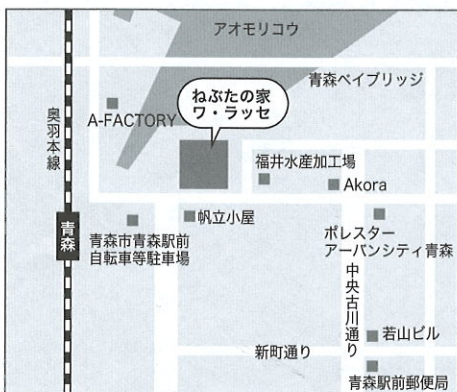 アオモリコウ
青森ベイブリッジ
ねぶたの家
ワ・ラッセ
A-FACTORY
奥羽本線
福井水産加工場
Akora
青森
帆立小屋
青森市青森駅前
自転車等駐車場
ポレスター
アーバンシティ青森
中央古川通り
若山ビル
新町通り
青森駅前郵便局